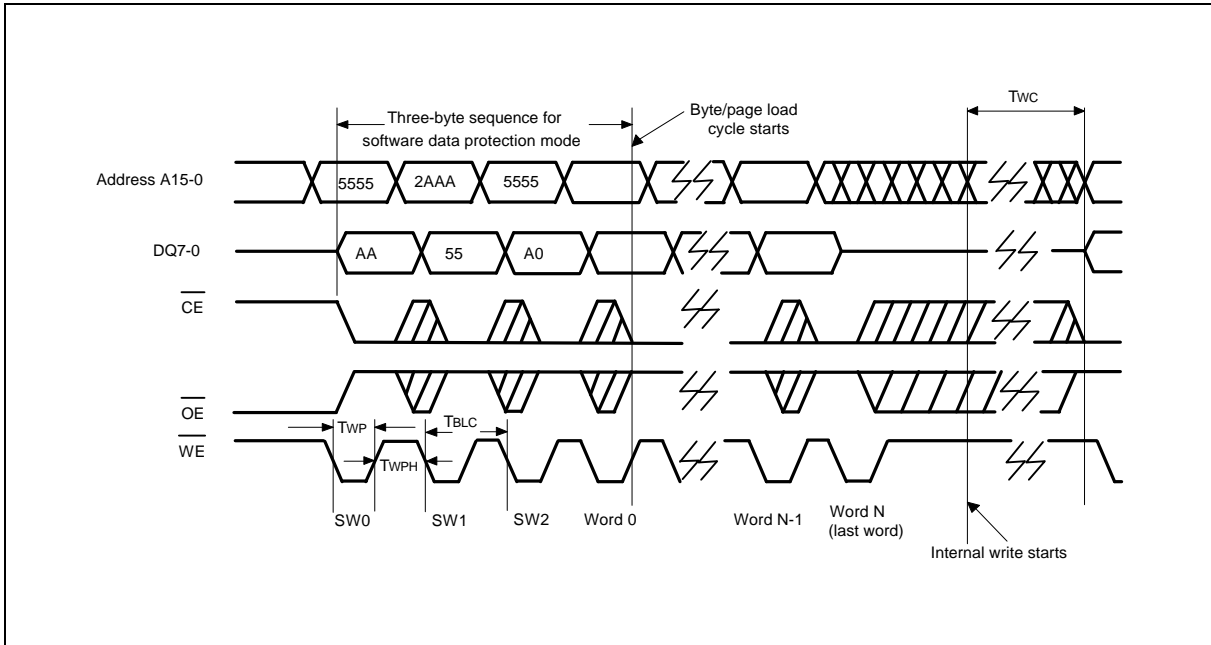 Three-byte sequence for
software data protection mode
Byte/page load
cycle starts
TWC
Address A15-0
5555
2AAA
5555
DQ7-0
AA
55
A0
CE
OE
WE
TWP
TBLC
TWPH
SW0
SW1
SW2
Word 0
Word N-1
Word N
(last word)
Internal write starts